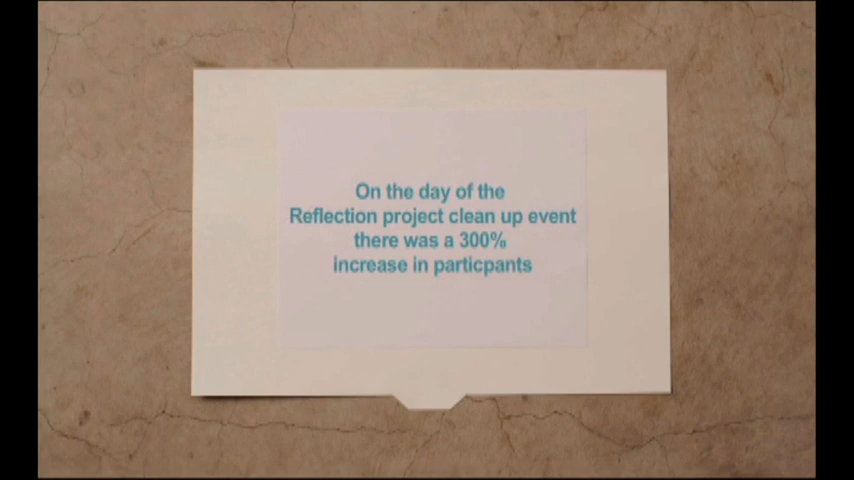 On the day of the
Reflection project clean up event
there was a 300%
increase in particpants